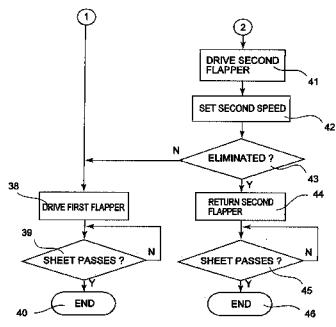 1
2
DRIVE SECOND
FLAPPER
41
SET SECOND SPEED
42
N
ELIMINATED ?
43
Y
38
44
DRIVE FIRST FLAPPER
RETURN SECOND
FLAPPER
39
SHEET PASSES ?
N
SHEET PASSES ?
N
Y
Y
45
END
40
END
46